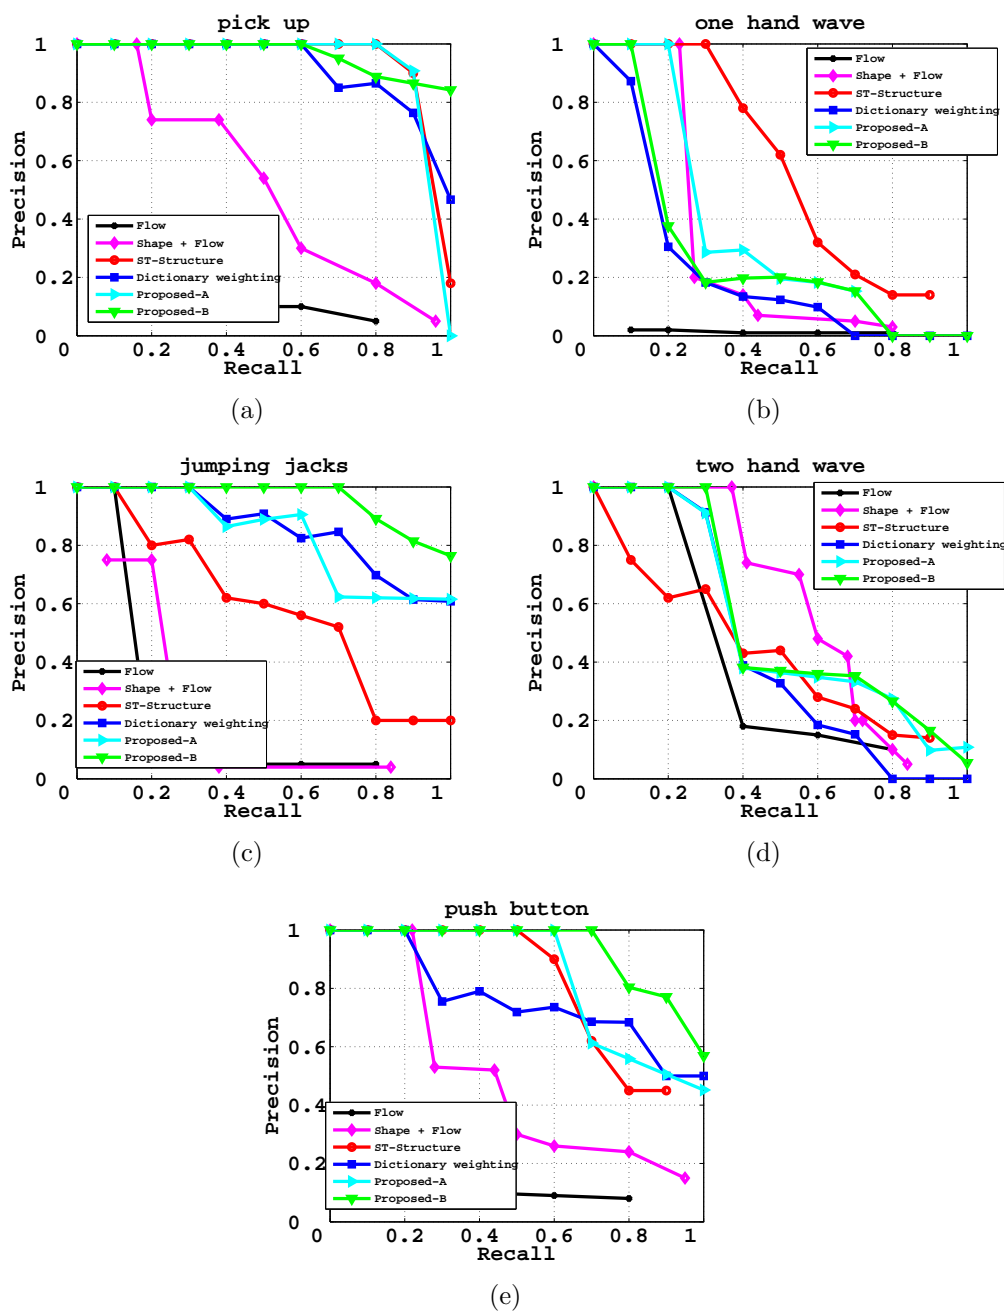 pick up
1
0.8
0.6
0.4
0.2
0
Precision
Flow
Shape + Flow
ST-Structure
Dictionary weighting
Proposed-A
Proposed-B
0 0.2 0.4 0.6 0.8 1
Recall
(a)
one hand wave
1
0.8
0.6
0.4
0.2
0
Precision
Flow
Shape + Flow
ST-Structure
Dictionary weighting
Proposed-A
Proposed-B
0 0.2 0.4 0.6 0.8 1
Recall
(b)
jumping jacks
1
0.8
0.6
0.4
0.2
0
Precision
Flow
Shape + Flow
ST-Structure
Dictionary weighting
Proposed-A
Proposed-B
0 0.2 0.4 0.6 0.8 1
Recall
(c)
two hand wave
1
0.8
0.6
0.4
0.2
0
Precision
Flow
Shape + Flow
ST-Structure
Dictionary weighting
Proposed-A
Proposed-B
0 0.2 0.4 0.6 0.8 1
Recall
(d)
push button
1
0.8
0.6
0.4
0.2
0
Precision
Flow
Shape + Flow
ST-Structure
Dictionary weighting
Proposed-A
Proposed-B
0 0.2 0.4 0.6 0.8 1
Recall
(e)